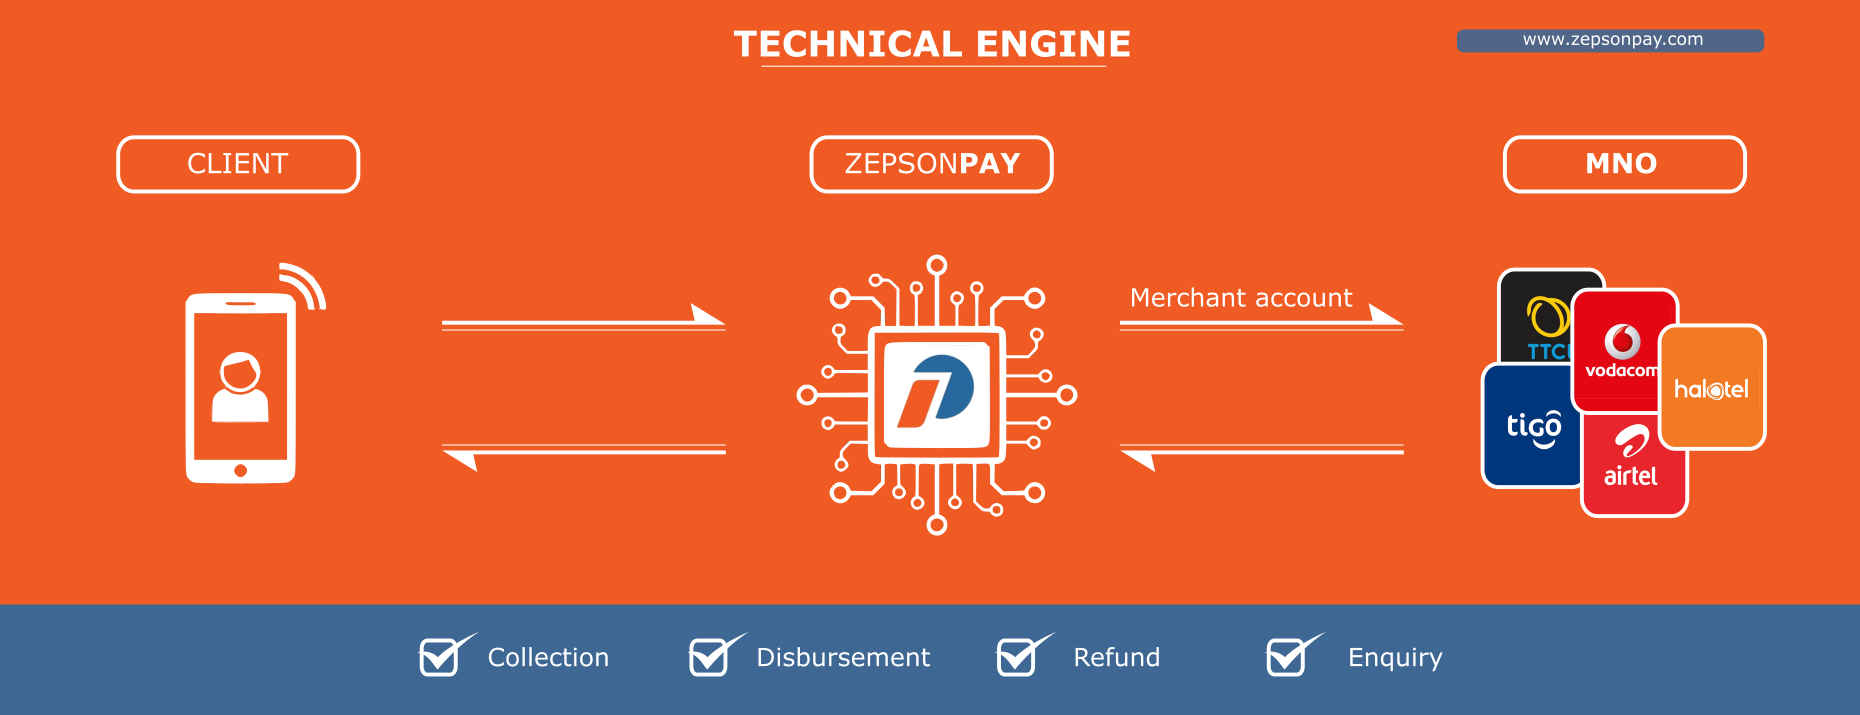 TECHNICAL ENGINE
www.zepsonpay.com
CLIENT
ZEPSONPAY
MNO
Merchant account
TTCL
vodacom
halotel
tigo
airtel
Collection
Disbursement
Refund
Enquiry